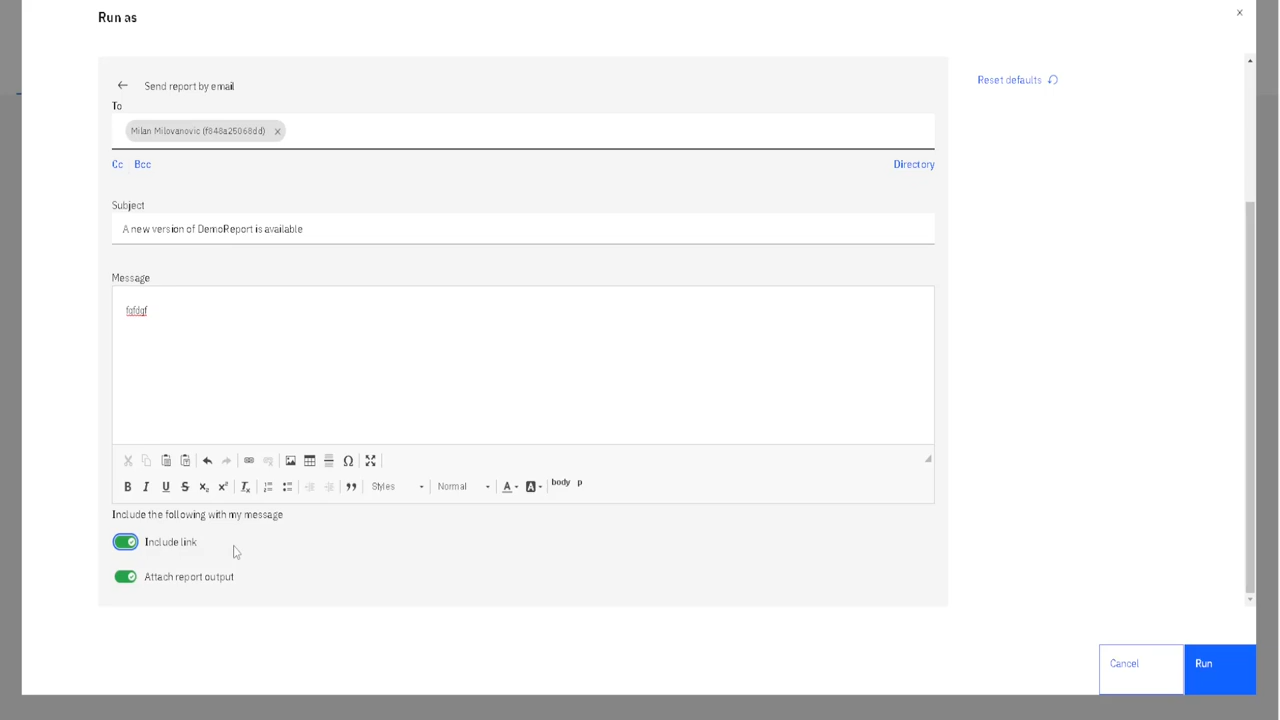 Run as
Reset defaults
Send report by email
To
Milan Milovanovic (f848a25068dd)
Cc Bcc
Directory
Subject
A new version of DemoReport is available
Message
fgfdgf
Styles Normal A A body p
Include the following with my message
Include link
Attach report output
Cancel Run